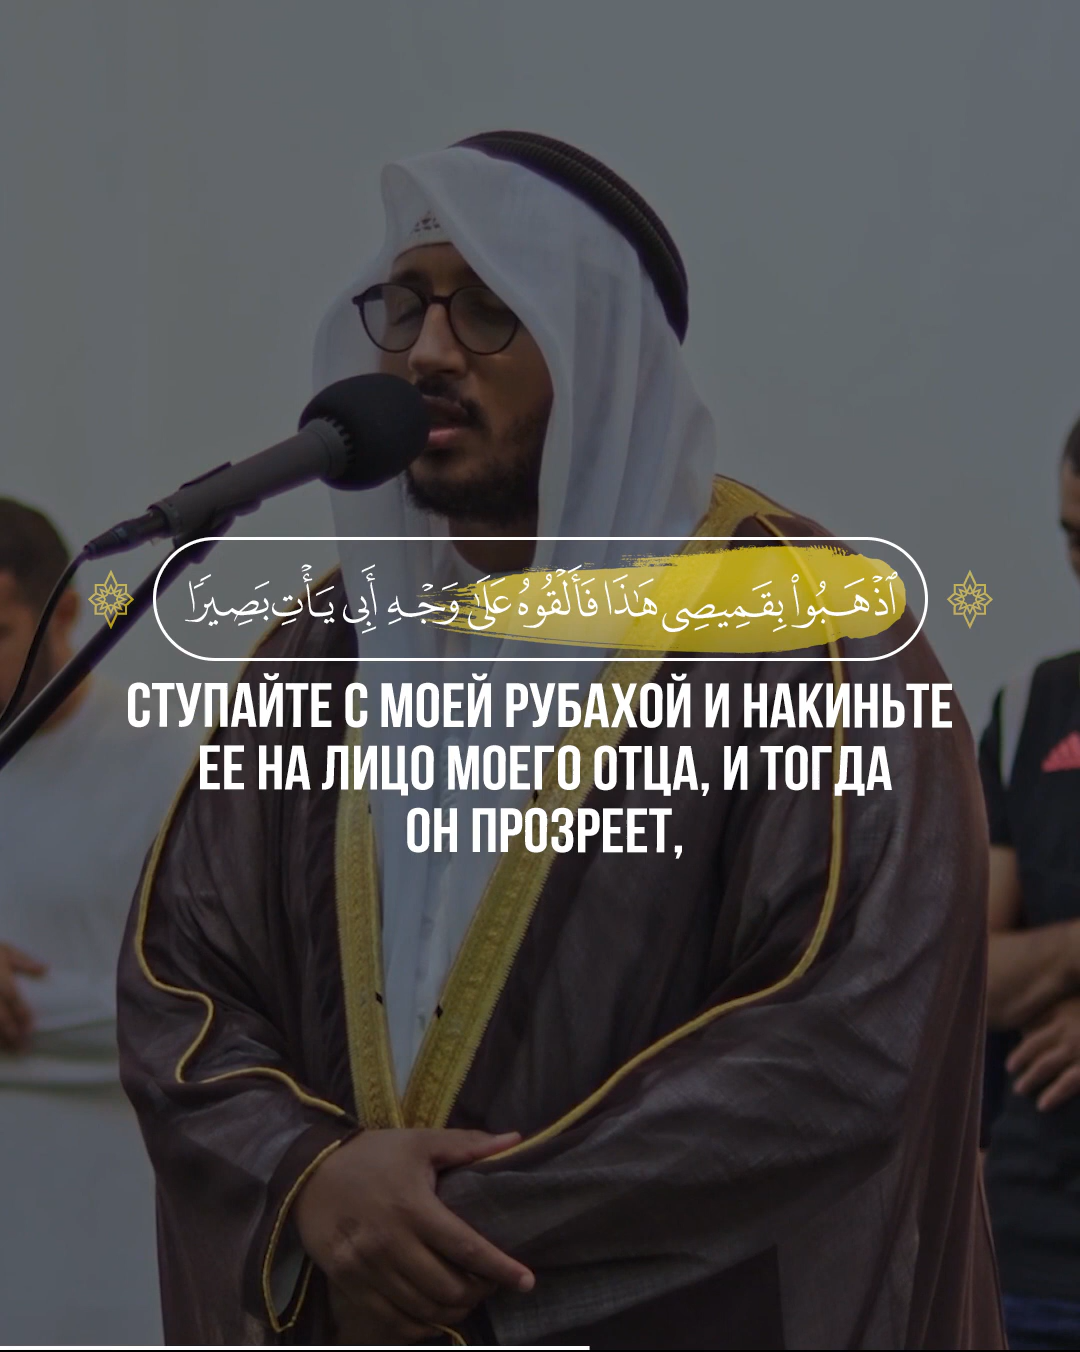 ٱذْهَبُوا۟ بِقَمِيصِى هَـٰذَا فَأَلْقُوهُ عَلَىٰ وَجْهِ أَبِى يَأْتِ بَصِيرًا
СТУПАЙТЕ С МОЕЙ РУБАХОЙ И НАКИНЬТЕ
ЕЕ НА ЛИЦО МОЕГО ОТЦА, И ТОГДА
ОН ПРОЗРЕЕТ,